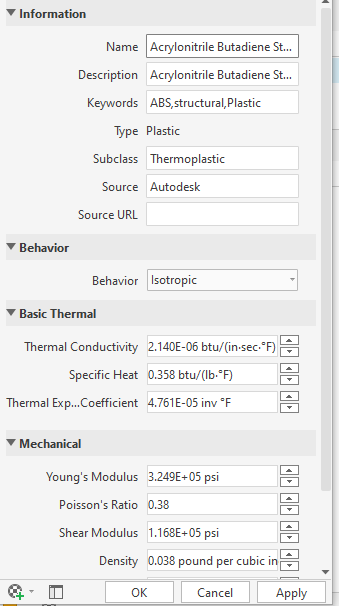 Information
Name Acrylonitrile Butadiene St...
Description Acrylonitrile Butadiene St...
Keywords ABS,structural,Plastic
Type Plastic
Subclass Thermoplastic
Source Autodesk
Source URL
Behavior
Behavior Isotropic
Basic Thermal
Thermal Conductivity 2.140E-06 btu/(in·sec·°F)
Specific Heat 0.358 btu/(lb·°F)
Thermal Exp...Coefficient 4.761E-05 inv °F
Mechanical
Young's Modulus 3.249E+05 psi
Poisson's Ratio 0.38
Shear Modulus 1.168E+05 psi
Density 0.038 pound per cubic in
OK Cancel Apply